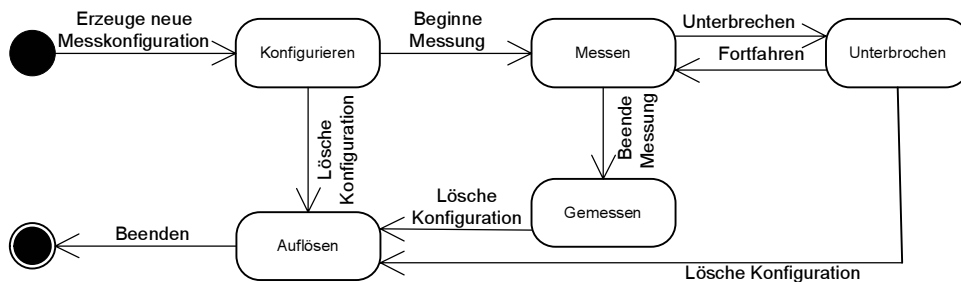 Erzeuge neue
Messkonfiguration
Konfigurieren
Beginne
Messung
Messen
Unterbrechen
Fortfahren
Unterbrochen
Lösche
Konfiguration
Beende
Messung
Gemessen
Lösche
Konfiguration
Auflösen
Beenden
Lösche Konfiguration